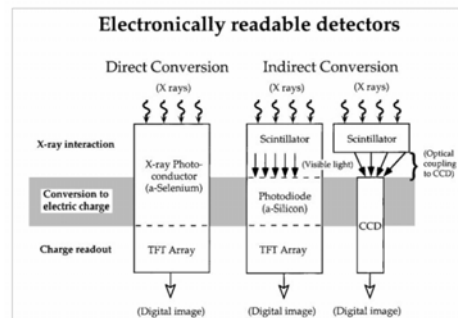 Electronically readable detectors
Direct Conversion
Indirect Conversion
(X rays)
(X rays)
(X rays)
X-ray interaction
X-ray Photo-
conductor
(a-Selenium)
Scintillator
Scintillator
(Visible light)
(Optical
coupling
to CCD)
Conversion to
electric charge
Photodiode
(a-Silicon)
CCD
Charge readout
TFT Array
TFT Array
(Digital image)
(Digital image)
(Digital image)